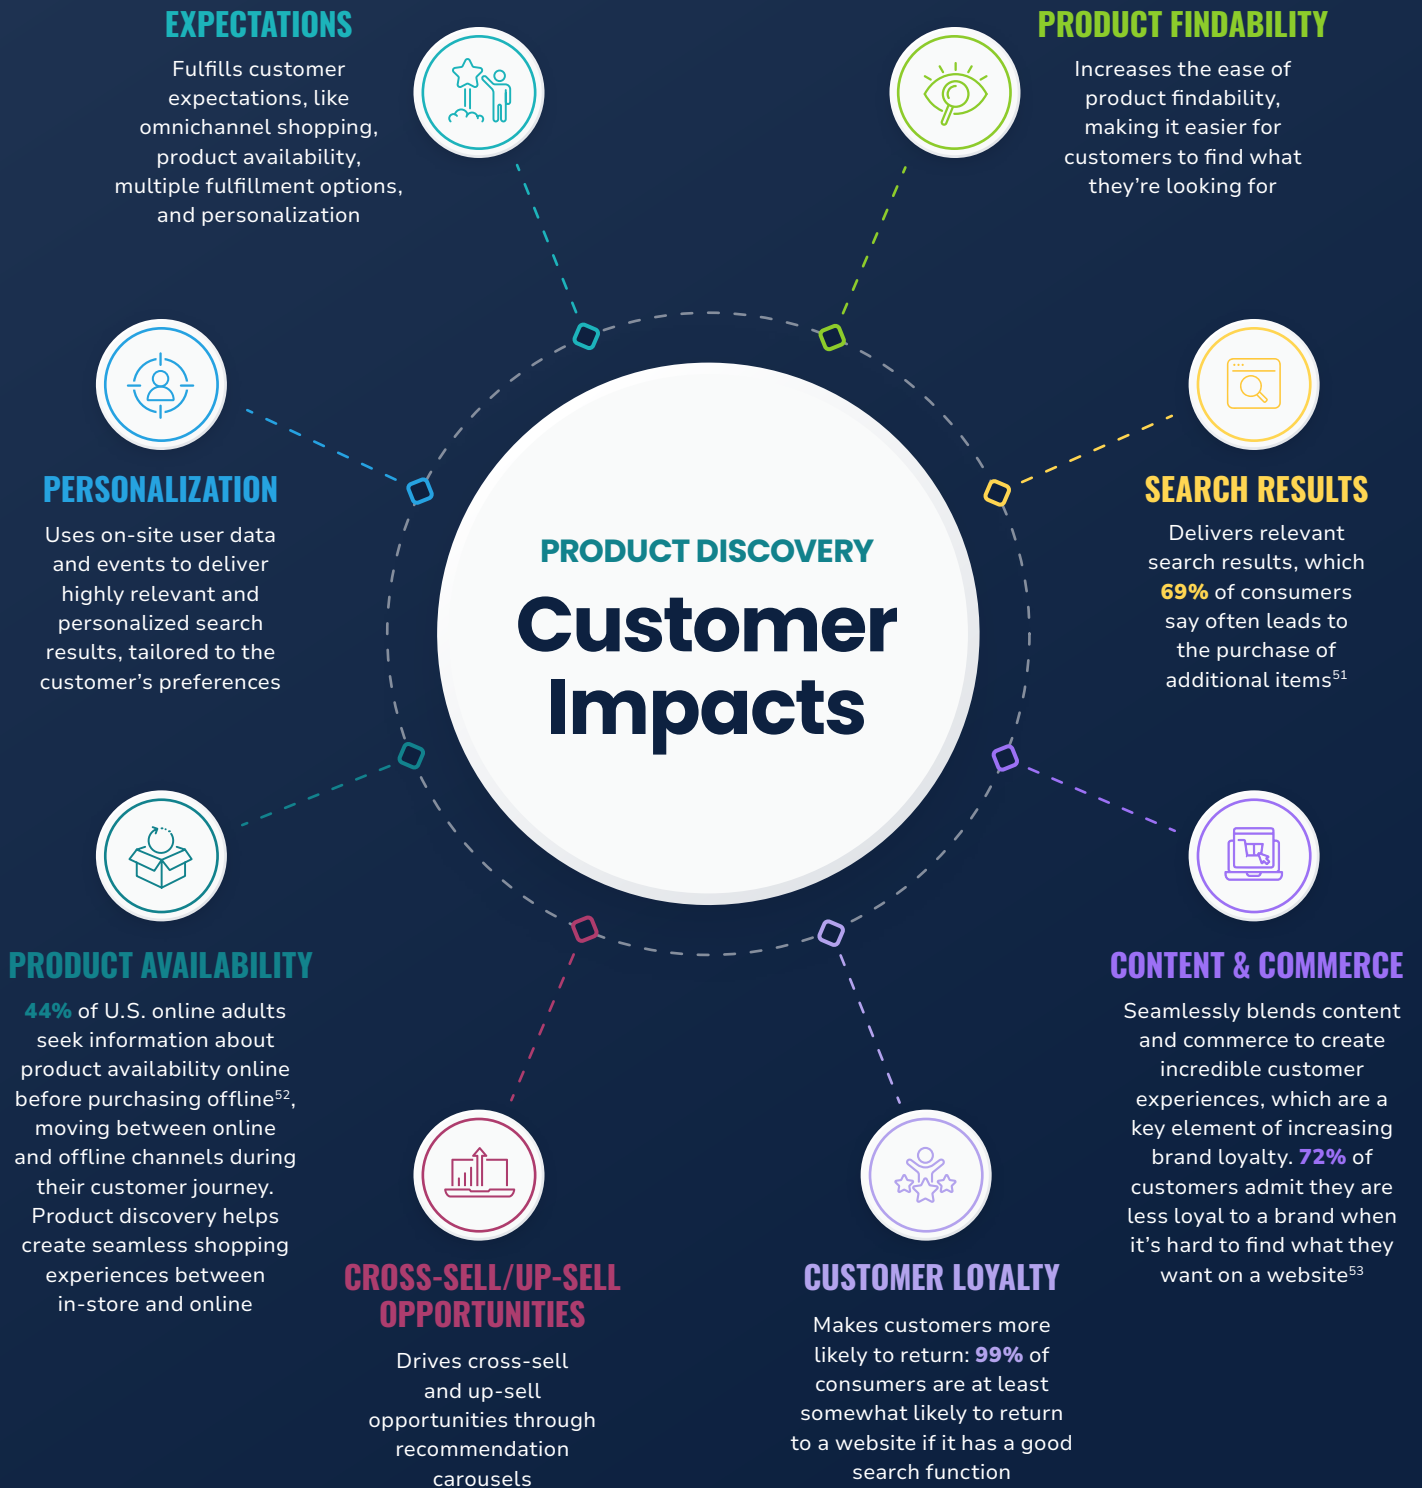 EXPECTATIONS
Fulfills customer
expectations, like
omnichannel shopping,
product availability,
multiple fulfillment options,
and personalization
PRODUCT FINDABILITY
Increases the ease of
product findability,
making it easier for
customers to find what
they’re looking for
PERSONALIZATION
Uses on-site user data
and events to deliver
highly relevant and
personalized search
results, tailored to the
customer’s preferences
PRODUCT DISCOVERY
Customer
Impacts
SEARCH RESULTS
Delivers relevant
search results, which
69% of consumers
say often leads to
the purchase of
additional items⁵¹
PRODUCT AVAILABILITY
44% of U.S. online adults
seek information about
product availability online
before purchasing offline⁵²,
moving between online
and offline channels during
their customer journey.
Product discovery helps
create seamless shopping
experiences between
in-store and online
CONTENT & COMMERCE
Seamlessly blends content
and commerce to create
incredible customer
experiences, which are a
key element of increasing
brand loyalty. 72% of
customers admit they are
less loyal to a brand when
it’s hard to find what they
want on a website⁵³
CROSS-SELL/UP-SELL
OPPORTUNITIES
Drives cross-sell
and up-sell
opportunities through
recommendation
carousels
CUSTOMER LOYALTY
Makes customers more
likely to return: 99% of
consumers are at least
somewhat likely to return
to a website if it has a good
search function